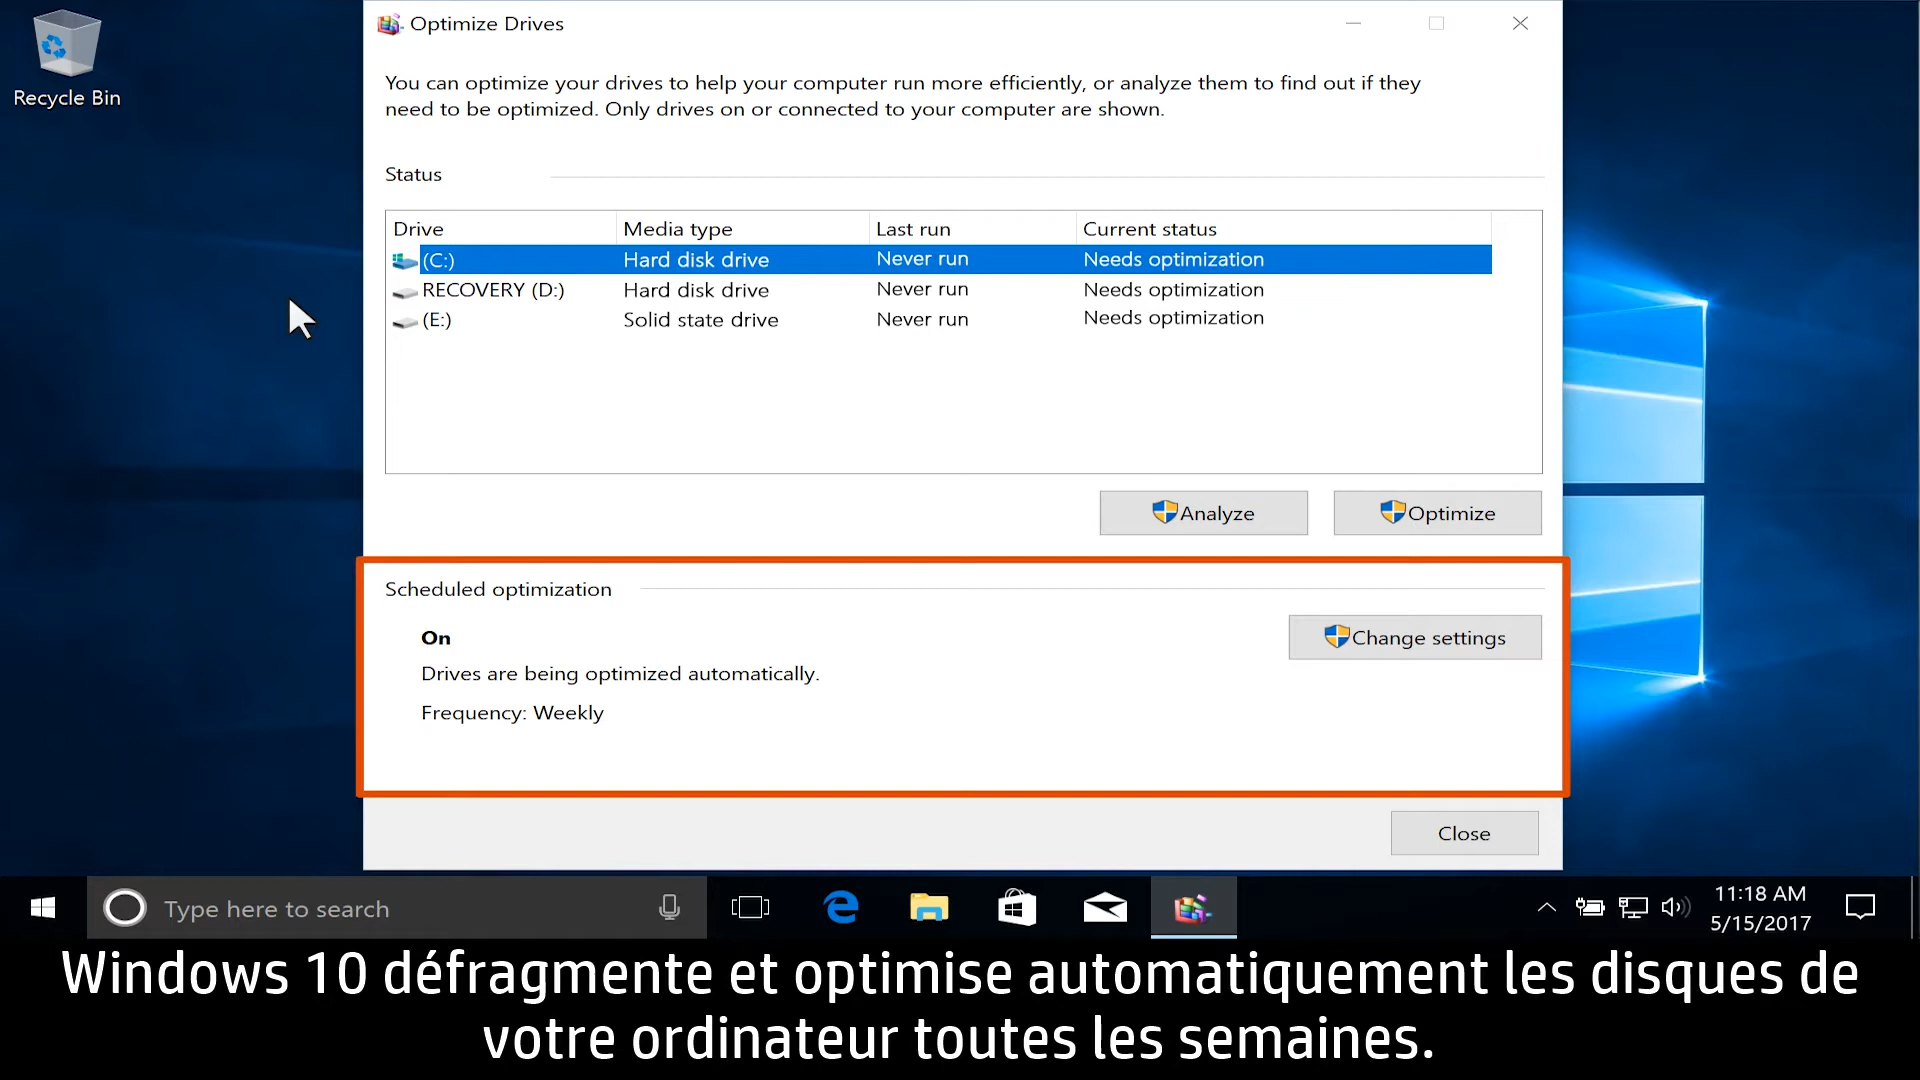 Optimize Drives
Recycle Bin
You can optimize your drives to help your computer run more efficiently, or analyze them to find out if they
need to be optimized. Only drives on or connected to your computer are shown.
Status
Drive Media type Last run Current status
(C:) Hard disk drive Never run Needs optimization
RECOVERY (D:) Hard disk drive Never run Needs optimization
(E:) Solid state drive Never run Needs optimization
Analyze Optimize
Scheduled optimization
On
Change settings
Drives are being optimized automatically.
Frequency: Weekly
Close
Type here to search
11:18 AM
5/15/2017
Windows 10 défragmente et optimise automatiquement les disques de
votre ordinateur toutes les semaines.